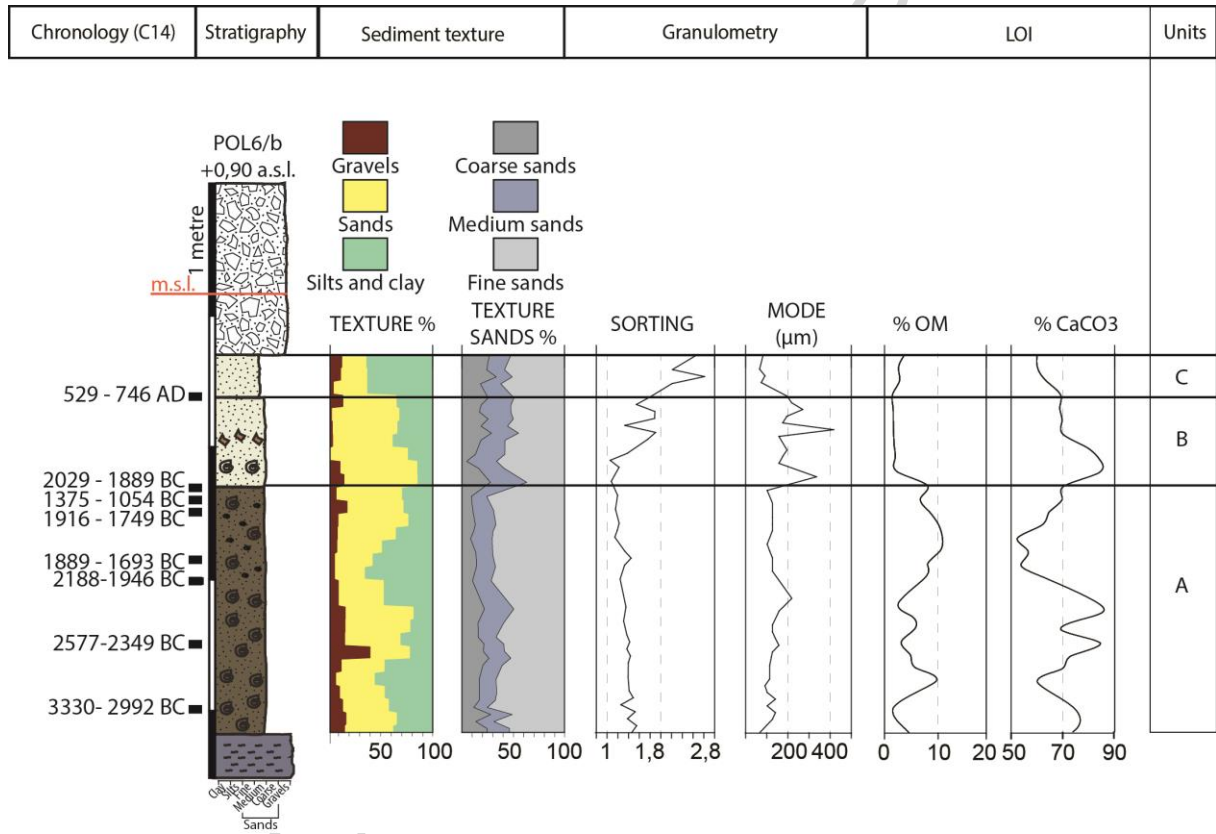 Chronology (C14)
Stratigraphy
Sediment texture
Granulometry
LOI
Units
POL6/b
+0,90 a.s.l.
1 metre
m.s.l.
Gravels
Sands
Silts and clay
Coarse sands
Medium sands
Fine sands
TEXTURE %
TEXTURE
SANDS %
SORTING
MODE
(µm)
% OM
% CaCO3
529 - 746 AD
2029 - 1889 BC
1375 - 1054 BC
1916 - 1749 BC
1889 - 1693 BC
2188-1946 BC
2577-2349 BC
3330- 2992 BC
C
B
A
50 100
50 100
1 1,8 2,8
200 400
0 10 20
50 70 90
Clay
Silts
Fine
Medium
Coarse
Gravels
Sands